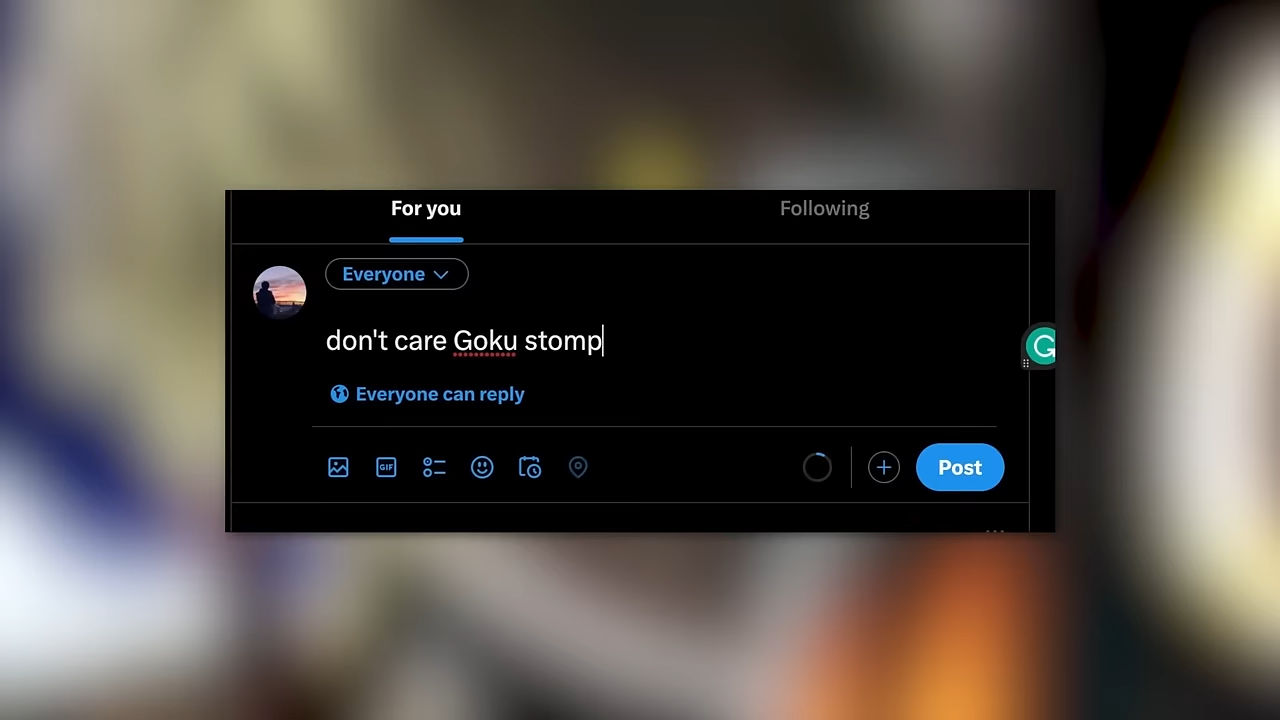 For you Following
Everyone
don't care Goku stomp
Everyone can reply
GIF
Post